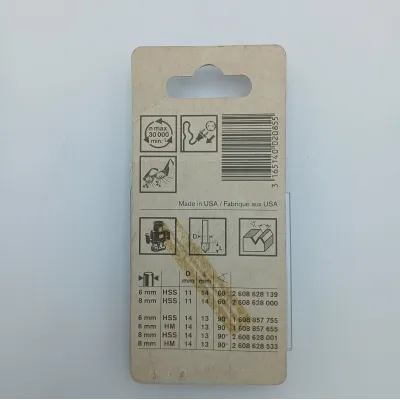 n max.
30 000
min.-1
3 165140 020855
Made in USA / Fabrique aux USA
D
D
mm mm
6 mm HSS 11 14 60° 2 608 628 139
8 mm HSS 11 14 60° 2 608 628 000
6 mm HSS 14 13 90° 1 608 857 755
6 mm HM 14 13 90° 2 608 857 655
8 mm HSS 14 13 90° 2 608 628 001
8 mm HM 14 13 90° 2 608 628 533